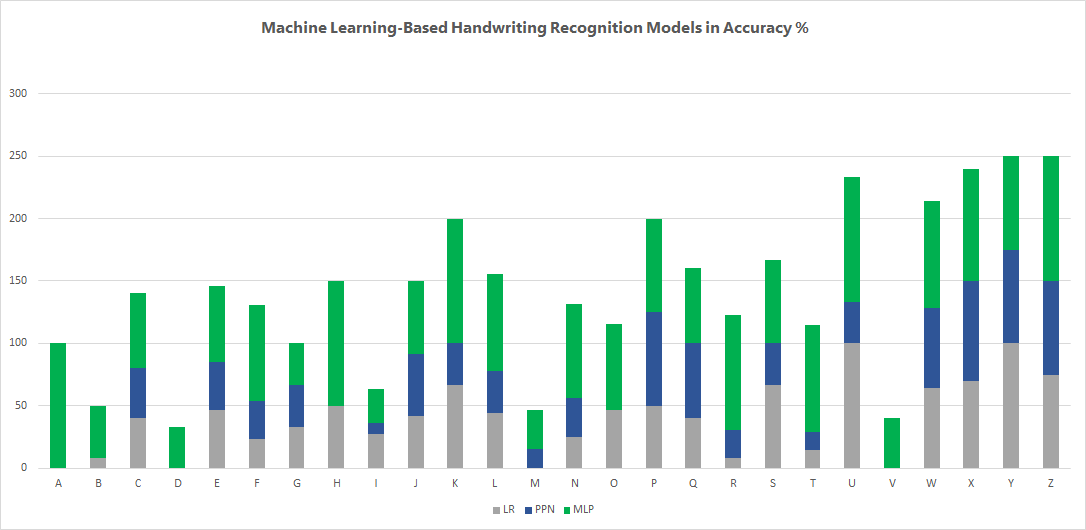 Machine Learning-Based Handwriting Recognition Models in Accuracy %
300
250
200
150
100
50
0
A B C D E F G H I J K L M N O P Q R S T U V W X Y Z
LR PPN MLP